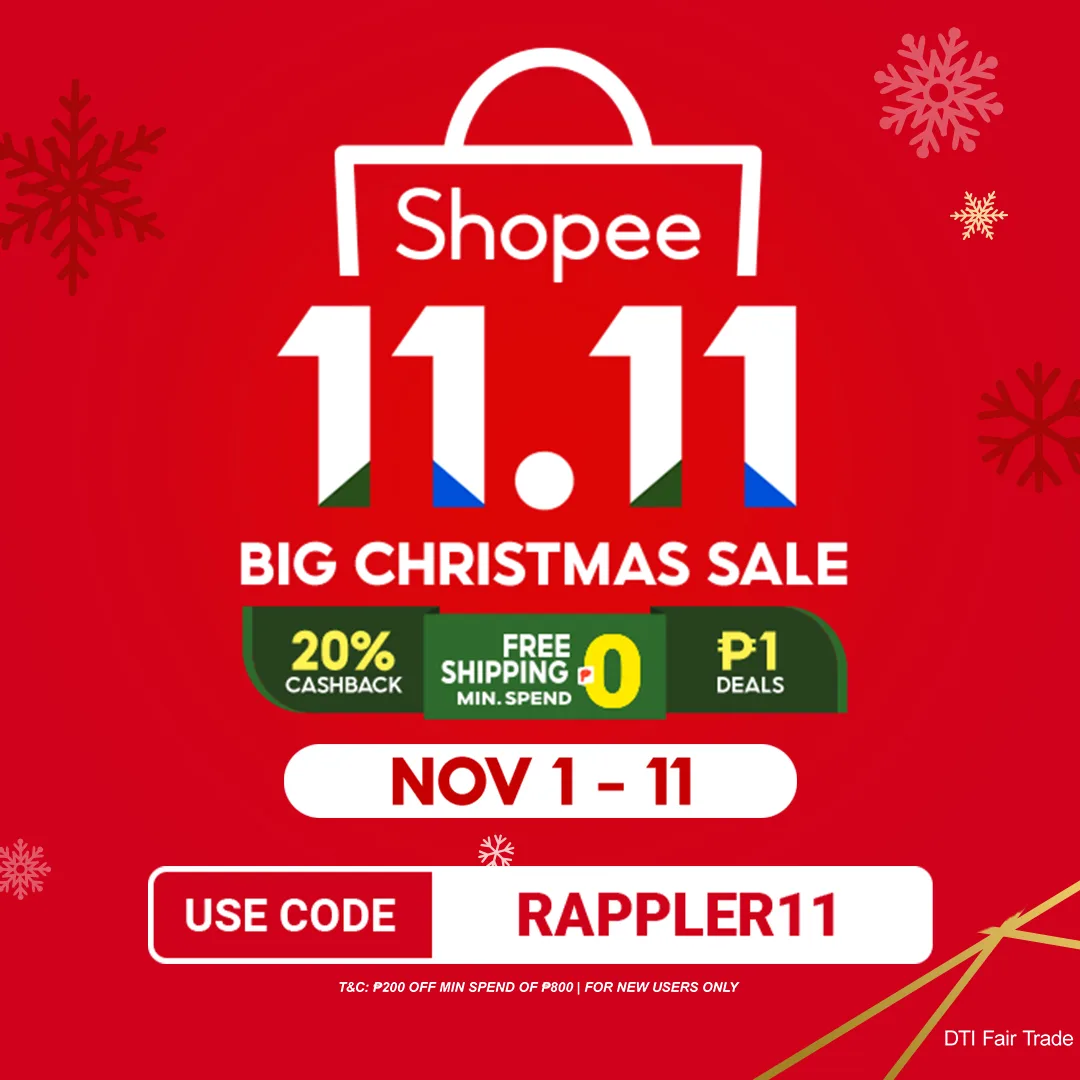 Shopee
11.11
BIG CHRISTMAS SALE
20%
CASHBACK
FREE
SHIPPING
MIN. SPEND
₱0
₱1
DEALS
NOV 1 - 11
USE CODE
RAPPLER11
T&C: ₱200 OFF MIN SPEND OF ₱800 | FOR NEW USERS ONLY
DTI Fair Trade